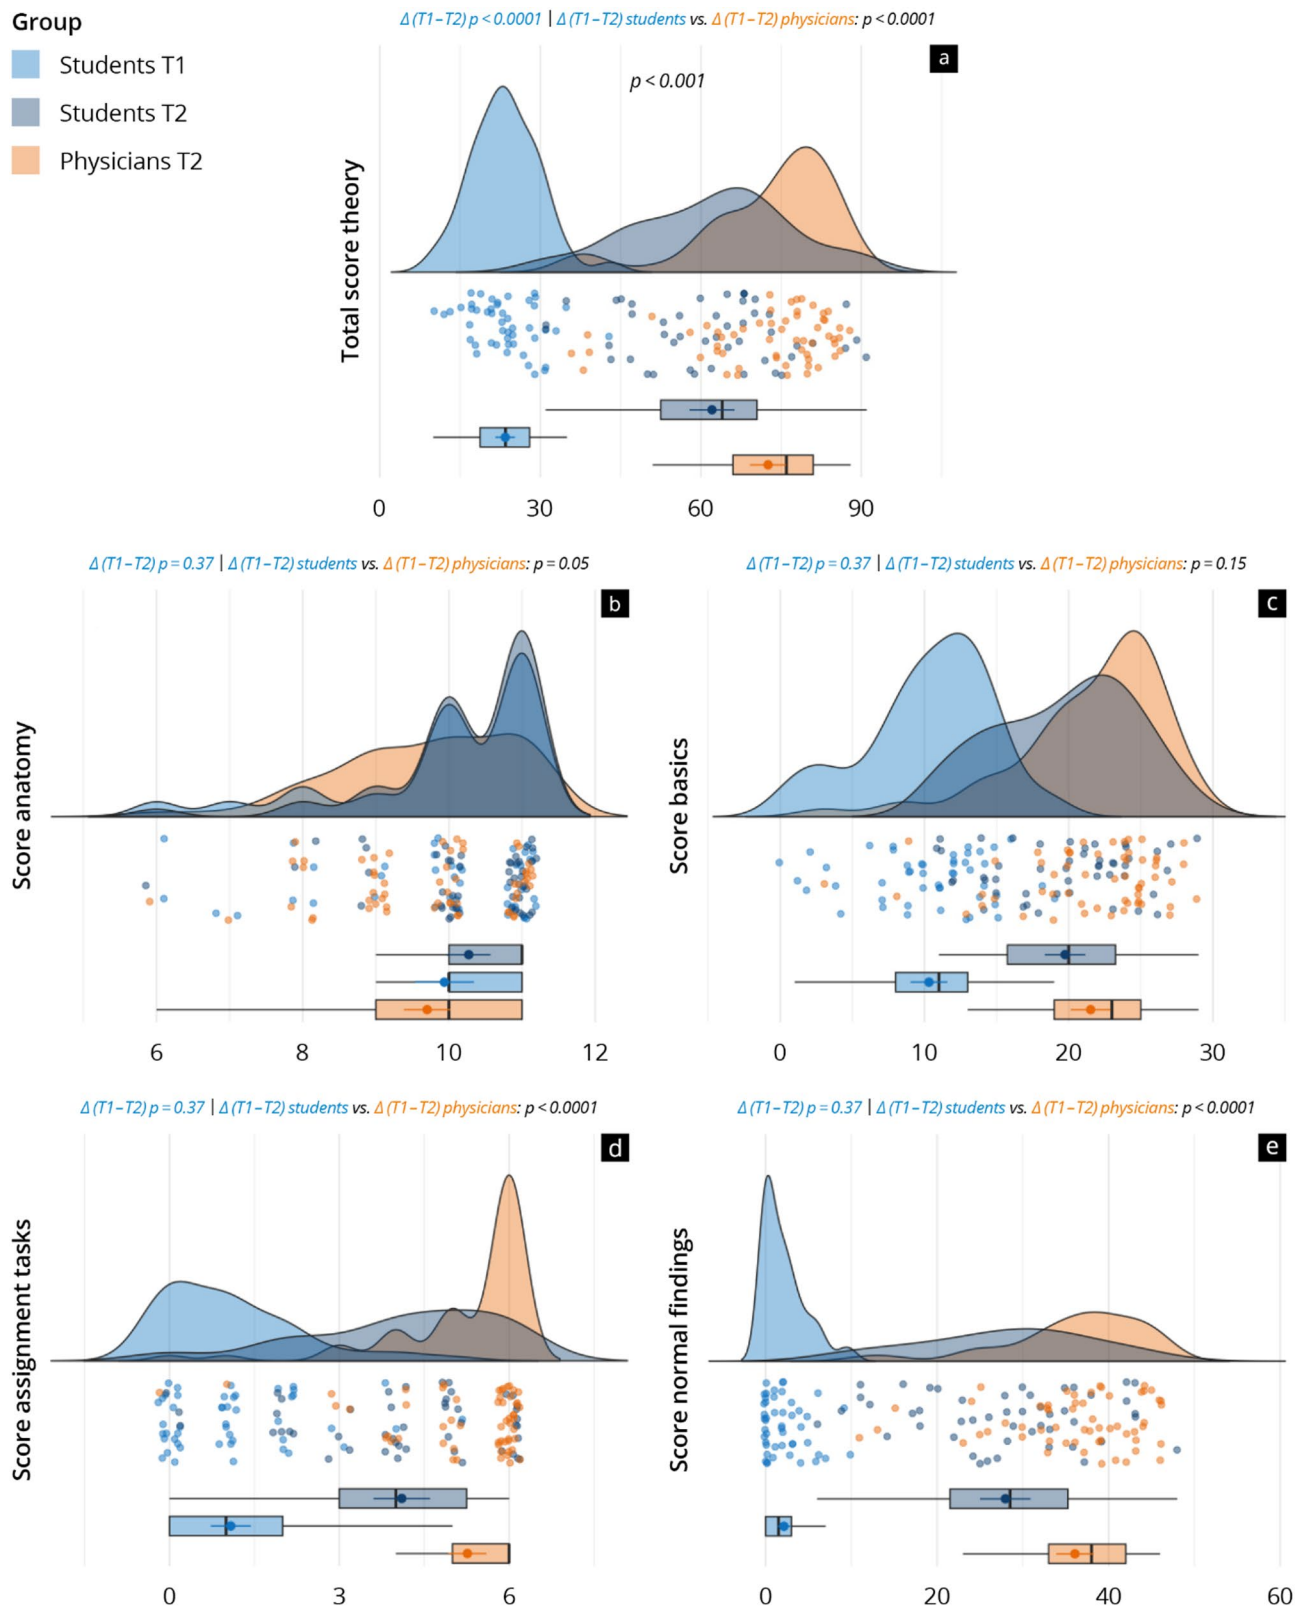 Group
Students T1
Students T2
Physicians T2
Δ (T1–T2) p < 0.0001 | Δ (T1–T2) students vs. Δ (T1–T2) physicians: p < 0.0001
a
p < 0.001
Total score theory
0 30 60 90
Δ (T1–T2) p = 0.37 | Δ (T1–T2) students vs. Δ (T1–T2) physicians: p = 0.05
b
Score anatomy
6 8 10 12
Δ (T1–T2) p = 0.37 | Δ (T1–T2) students vs. Δ (T1–T2) physicians: p = 0.15
c
Score basics
0 10 20 30
Δ (T1–T2) p = 0.37 | Δ (T1–T2) students vs. Δ (T1–T2) physicians: p < 0.0001
d
Score assignment tasks
0 3 6
Δ (T1–T2) p = 0.37 | Δ (T1–T2) students vs. Δ (T1–T2) physicians: p < 0.0001
e
Score normal findings
0 20 40 60